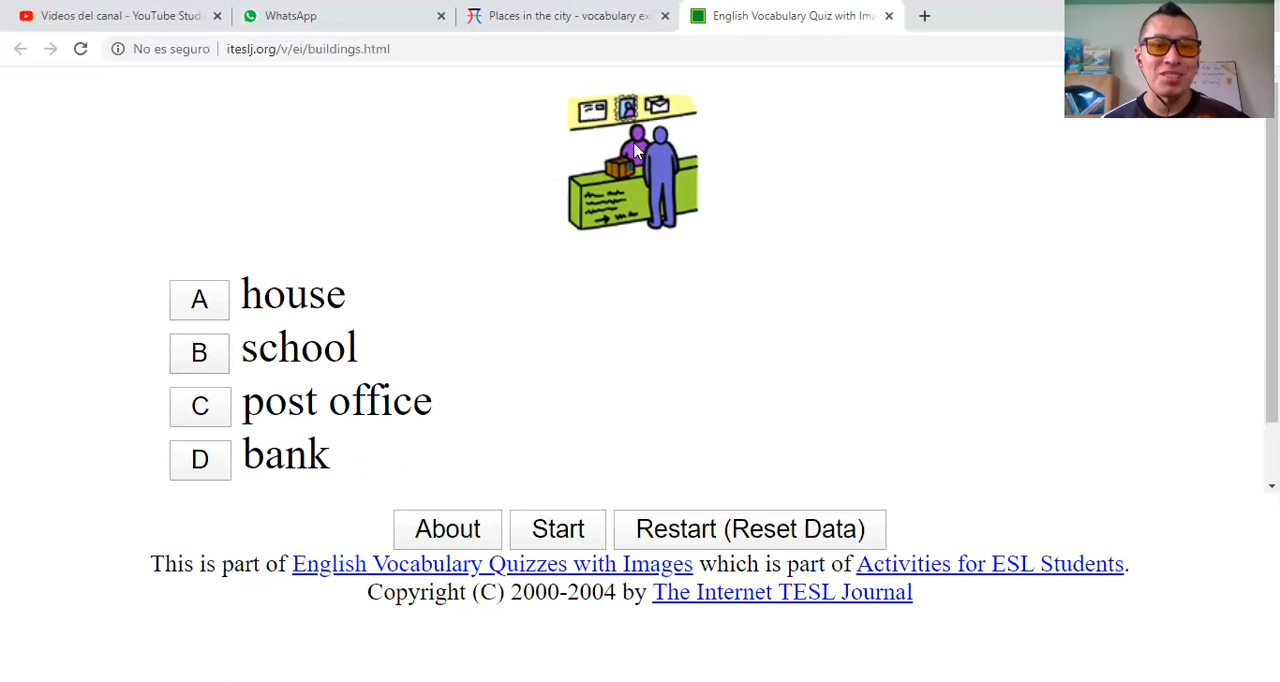 Videos del canal - YouTube Stud
WhatsApp
Places in the city - vocabulary ex
English Vocabulary Quiz with Ima
No es seguro
iteslj.org/v/ei/buildings.html
A house
B school
C post office
D bank
About
Start
Restart (Reset Data)
This is part of English Vocabulary Quizzes with Images which is part of Activities for ESL Students.
Copyright (C) 2000-2004 by The Internet TESL Journal